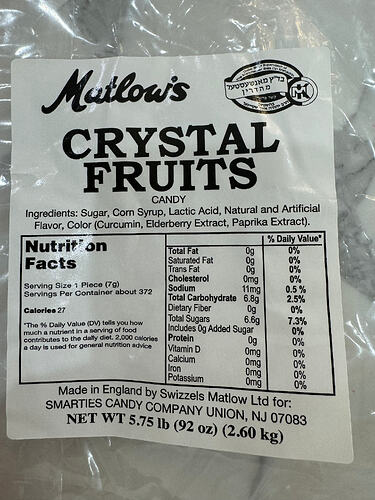 Matlow's
בד"ץ מאנשעסטער
מהדרין
CRYSTAL
FRUITS
CANDY
Ingredients: Sugar, Corn Syrup, Lactic Acid, Natural and Artificial
Flavor, Color (Curcumin, Elderberry Extract, Paprika Extract).
Nutrition
Facts
Serving Size 1 Piece (7g)
Servings Per Container about 372
Calories 27
*The % Daily Value (DV) tells you how
much a nutrient in a serving of food
contributes to the daily diet. 2,000 calories
a day is used for general nutrition advice
% Daily Value*
Total Fat 0g 0%
Saturated Fat 0g 0%
Trans Fat 0g 0%
Cholesterol 0mg 0%
Sodium 11mg 0.5 %
Total Carbohydrate 6.8g 2.5%
Dietary Fiber 0g 0%
Total Sugars 6.6g 7.3%
Includes 0g Added Sugar 0%
Protein 0g 0%
Vitamin D 0mg 0%
Calcium 0mg 0%
Iron 0mg 0%
Potassium 0mg 0%
Made in England by Swizzels Matlow Ltd for:
SMARTIES CANDY COMPANY UNION, NJ 07083
NET WT 5.75 lb (92 oz) (2.60 kg)